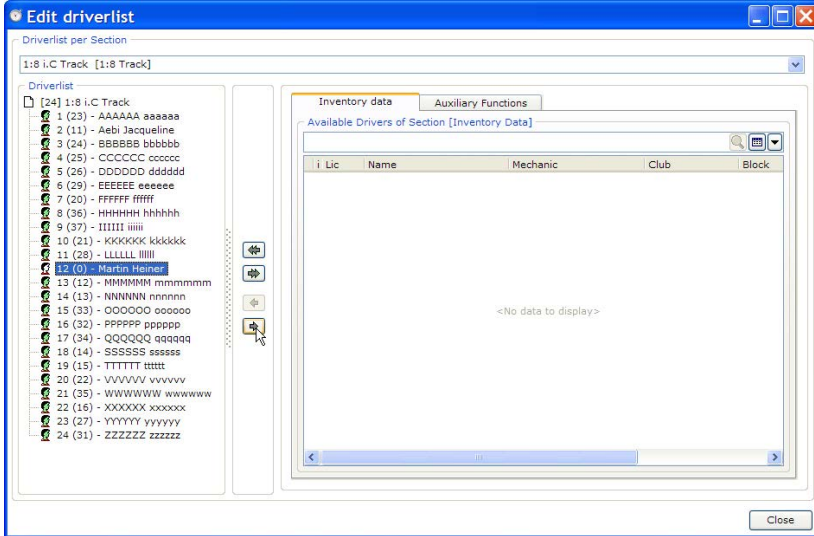 Edit driverlist
Driverlist per Section
1:8 i.C Track [1:8 Track]
Driverlist
[24] 1:8 i.C Track
1 (23) - AAAAAA aaaaaa
2 (11) - Aebi Jacqueline
3 (24) - BBBBBB bbbbbb
4 (25) - CCCCCC cccccc
5 (26) - DDDDDD dddddd
6 (29) - EEEEEE eeeeee
7 (20) - FFFFFF ffffff
8 (36) - HHHHHH hhhhhh
9 (37) - IIIIII iiiiii
10 (21) - KKKKKK kkkkkk
11 (28) - LLLLLL llllll
12 (0) - Martin Heiner
13 (12) - MMMMMM mmmmmm
14 (13) - NNNNNN nnnnnn
15 (33) - OOOOOO oooooo
16 (32) - PPPPPP pppppp
17 (34) - QQQQQQ qqqqqq
18 (14) - SSSSSS ssssss
19 (15) - TTTTTT tttttt
20 (22) - VVVVVV vvvvvv
21 (35) - WWWWWW wwwwww
22 (16) - XXXXXX xxxxxx
23 (27) - YYYYYY yyyyyy
24 (31) - ZZZZZZ zzzzzz
Inventory data Auxiliary Functions
Available Drivers of Section [Inventory Data]
i Lic Name Mechanic Club Block
<No data to display>
Close